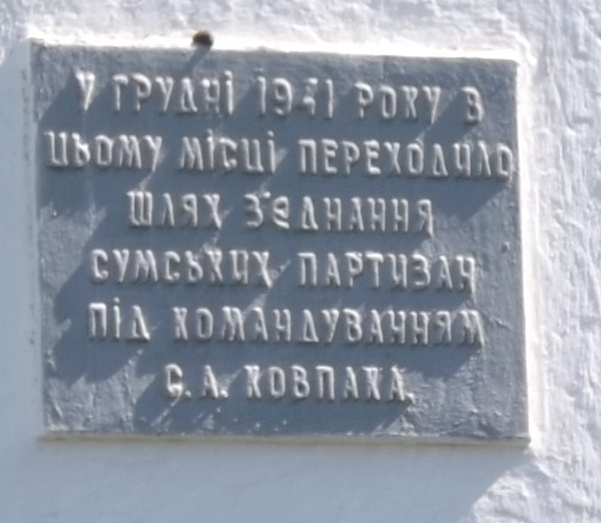 У ГРУДНІ 1941 РОКУ В
ЦЬОМУ МІСЦІ ПЕРЕХОДИЛО
ШЛЯХ З'ЄДНАННЯ
СУМСЬКИХ ПАРТИЗАН
ПІД КОМАНДУВАННЯМ
С. А. КОВПАКА.